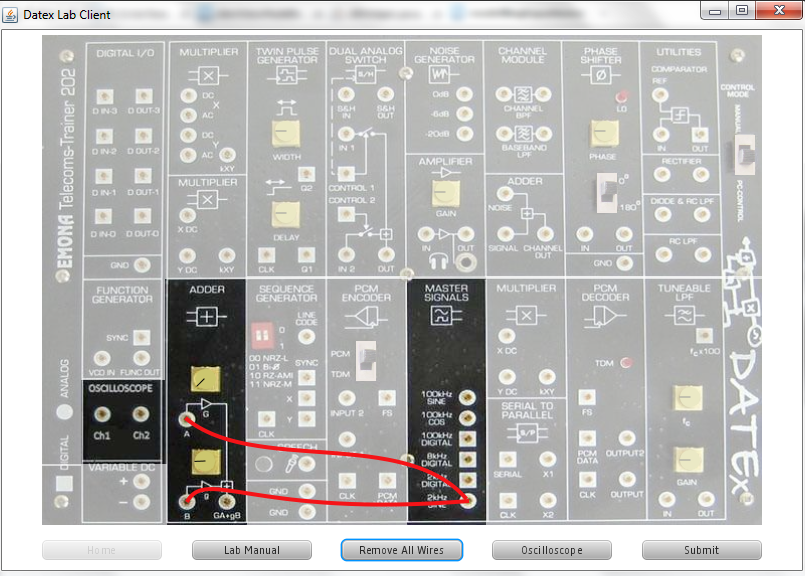 Datex Lab Client
EMONA Telecoms-Trainer 202
DIGITAL I/O
D IN-3 D OUT-3
D IN-2 D OUT-2
D IN-1 D OUT-1
D IN-0 D OUT-0
GND
MULTIPLIER
DC
X
AC
DC
Y
AC kXY
MULTIPLIER
X DC
Y DC kXY
TWIN PULSE
GENERATOR
WIDTH
Q2
DELAY
CLK Q1
DUAL ANALOG
SWITCH
S/H
S&H
IN
S&H
OUT
IN 1
CONTROL 1
CONTROL 2
IN 2 OUT
NOISE
GENERATOR
0dB
-6dB
-20dB
AMPLIFIER
GAIN
IN OUT
CHANNEL
MODULE
CHANNEL
BPF
BASEBAND
LPF
ADDER
NOISE
SIGNAL CHANNEL
OUT
PHASE
SHIFTER
LO
PHASE
0°
180°
IN OUT
GND
UTILITIES
COMPARATOR
REF
IN OUT
RECTIFIER
DIODE & RC LPF
RC LPF
CONTROL
MODE
MANUAL
PC-CONTROL
FUNCTION
GENERATOR
SYNC
VCO IN FUNC OUT
OSCILLOSCOPE
Ch1 Ch2
VARIABLE DC
+
−
ANALOG
DIGITAL
ADDER
G
A
g
B GA+gB
SEQUENCE
GENERATOR
LINE
CODE
0
1
00 NRZ-L
01 Bi-Ø
10 RZ-AMI
11 NRZ-M
SYNC
X
Y
CLK
SPEECH
GND
GND
PCM
ENCODER
PCM
TDM
INPUT 2 FS
CLK PCM
MASTER
SIGNALS
100kHz
SINE
100kHz
COS
100kHz
DIGITAL
8kHz
DIGITAL
2kHz
DIGITAL
2kHz
SINE
MULTIPLIER
X DC
Y DC kXY
SERIAL TO
PARALLEL
S/P
SERIAL X1
CLK X2
PCM
DECODER
TDM
FS
PCM
DATA
OUTPUT2
CLK
OUTPUT
TUNEABLE
LPF
fc x100
fc
GAIN
IN OUT
DATEx
Home
Lab Manual
Remove All Wires
Oscilloscope
Submit